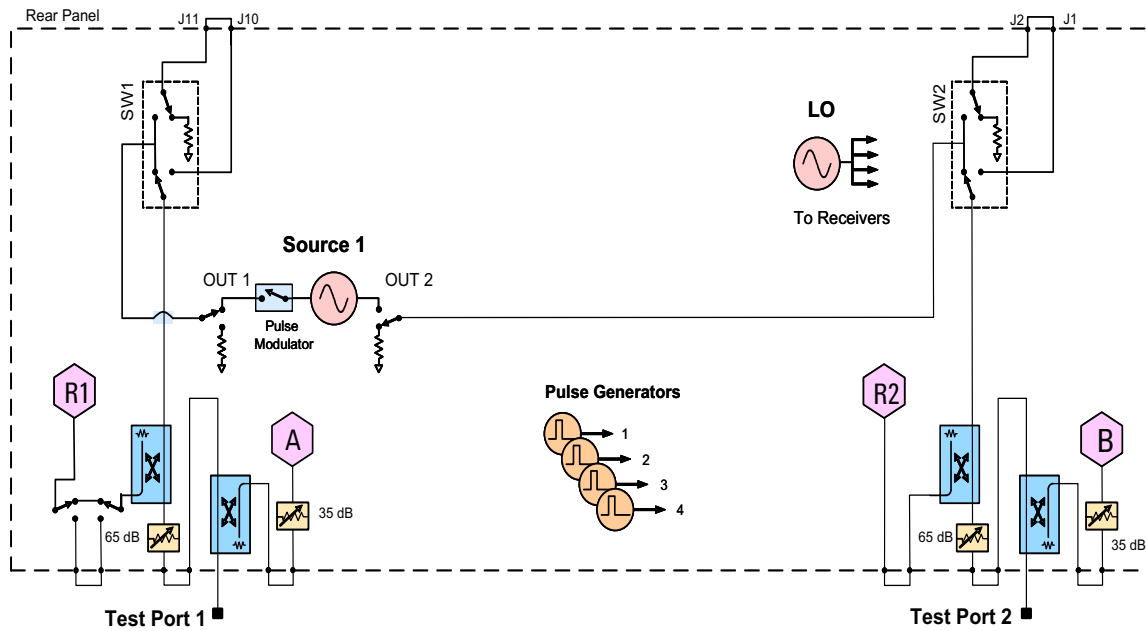 Rear Panel
J11
J10
J2
J1
SW1
SW2
LO
To Receivers
Source 1
OUT 1
OUT 2
Pulse
Modulator
R1
A
Pulse Generators
1
2
3
4
R2
B
65 dB
35 dB
65 dB
35 dB
Test Port 1
Test Port 2